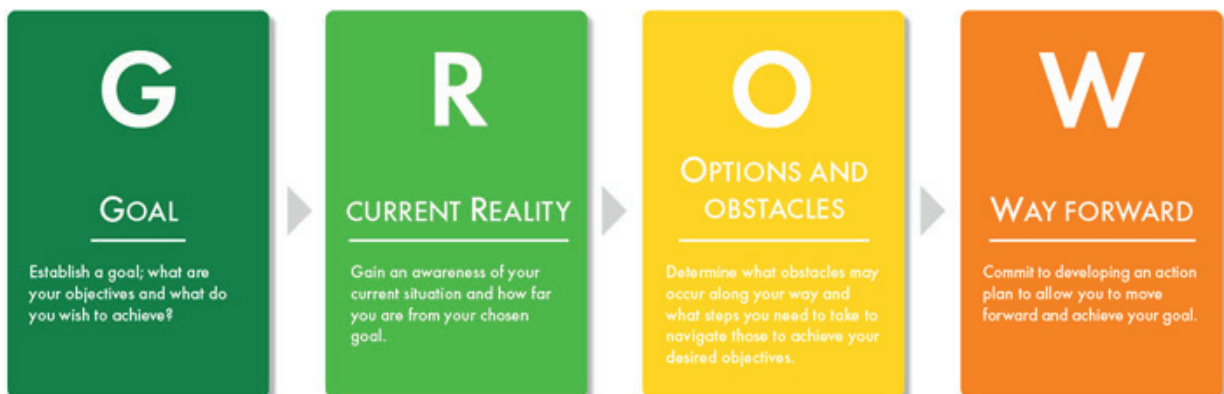 G
GOAL
Establish a goal; what are
your objectives and what do
you wish to achieve?
R
CURRENT REALITY
Gain an awareness of your
current situation and how far
you are from your chosen
goal.
O
OPTIONS AND
OBSTACLES
Determine what obstacles may
occur along your way and
what steps you need to take to
navigate those to achieve your
desired objectives.
W
WAY FORWARD
Commit to developing an action
plan to allow you to move
forward and achieve your goal.